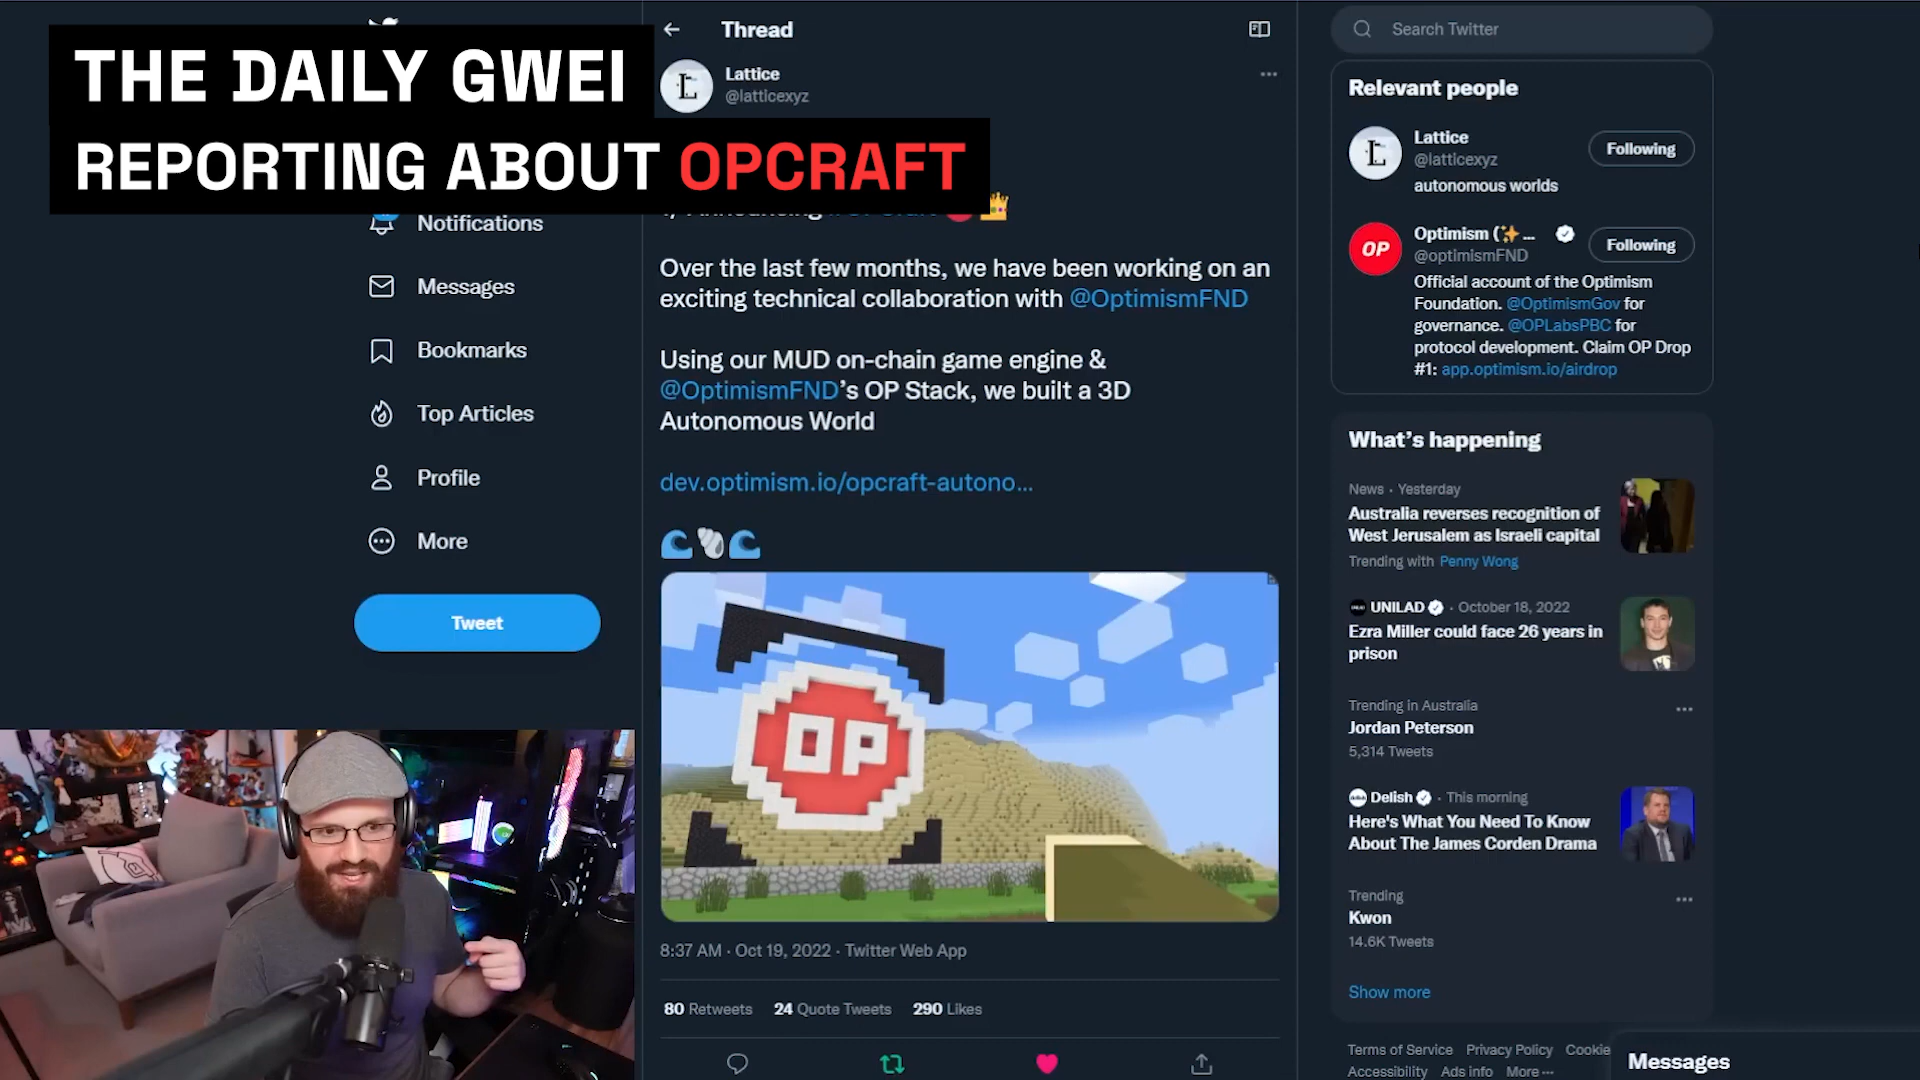 THE DAILY GWEI
REPORTING ABOUT OPCRAFT
Notifications
Messages
Bookmarks
Top Articles
Profile
More
Tweet
Thread
Lattice
@latticexyz
Over the last few months, we have been working on an
exciting technical collaboration with @OptimismFND
Using our MUD on-chain game engine &
@OptimismFND's OP Stack, we built a 3D
Autonomous World
dev.optimism.io/opcraft-autono...
OP
8:37 AM · Oct 19, 2022 · Twitter Web App
80 Retweets 24 Quote Tweets 290 Likes
Search Twitter
Relevant people
Lattice
@latticexyz
Following
autonomous worlds
OP
Optimism (✨ ...
@optimismFND
Following
Official account of the Optimism
Foundation. @OptimismGov for
governance. @OPLabsPBC for
protocol development. Claim OP Drop
#1: app.optimism.io/airdrop
What's happening
News · Yesterday
Australia reverses recognition of
West Jerusalem as Israeli capital
Trending with Penny Wong
UNILAD · October 18, 2022
Ezra Miller could face 26 years in
prison
Trending in Australia
Jordan Peterson
5,314 Tweets
Delish · This morning
Here's What You Need To Know
About The James Corden Drama
Trending
Kwon
14.6K Tweets
Show more
Terms of Service Privacy Policy Cookie
Accessibility Ads info More ...
Messages